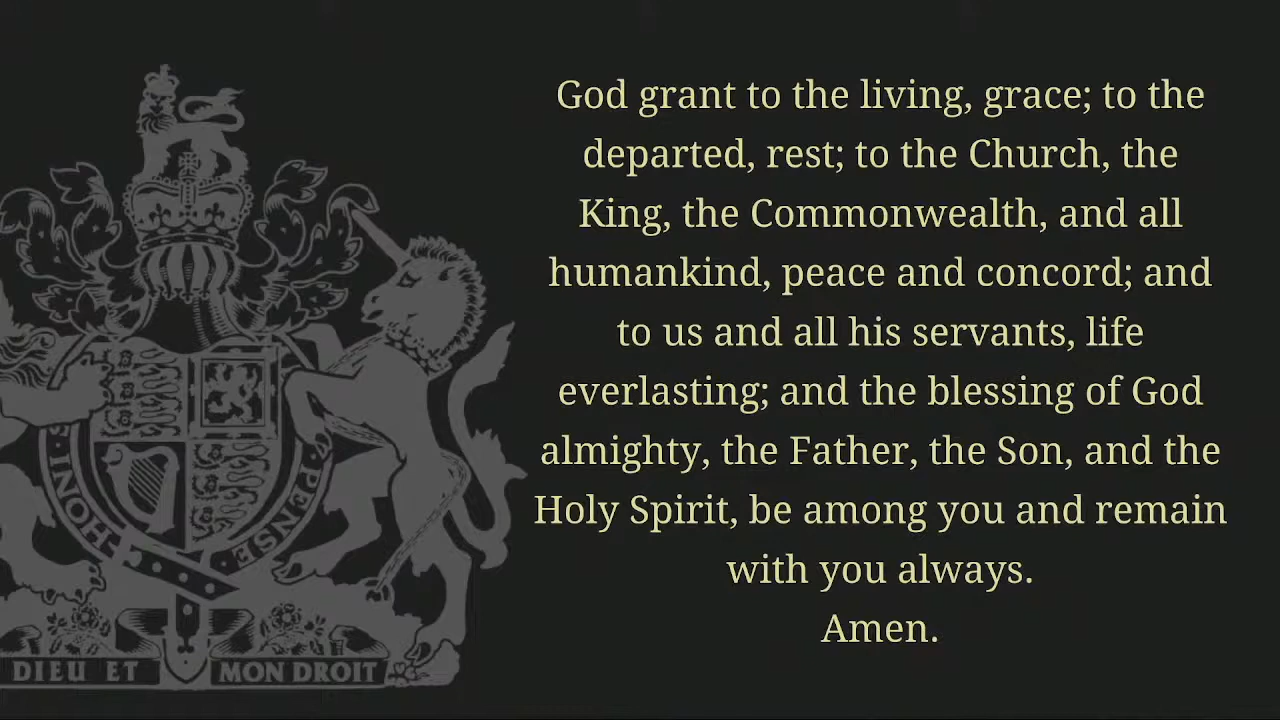 God grant to the living, grace; to the
departed, rest; to the Church, the
King, the Commonwealth, and all
humankind, peace and concord; and
to us and all his servants, life
everlasting; and the blessing of God
almighty, the Father, the Son, and the
Holy Spirit, be among you and remain
with you always.
Amen.
HONI
PENSE
DIEU ET MON DROIT